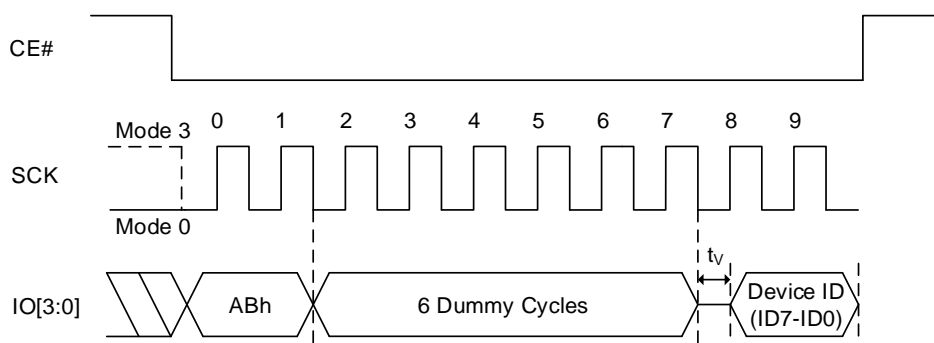 CE#
Mode 3
0 1 2 3 4 5 6 7 8 9
SCK
Mode 0
tV
IO[3:0]
ABh
6 Dummy Cycles
Device ID
(ID7-ID0)